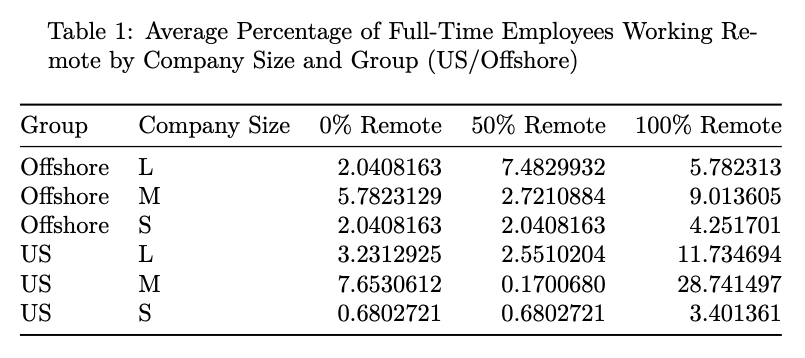 Table 1: Average Percentage of Full-Time Employees Working Re-
mote by Company Size and Group (US/Offshore)
Group Company Size 0% Remote 50% Remote 100% Remote
Offshore L 2.0408163 7.4829932 5.782313
Offshore M 5.7823129 2.7210884 9.013605
Offshore S 2.0408163 2.0408163 4.251701
US L 3.2312925 2.5510204 11.734694
US M 7.6530612 0.1700680 28.741497
US S 0.6802721 0.6802721 3.401361